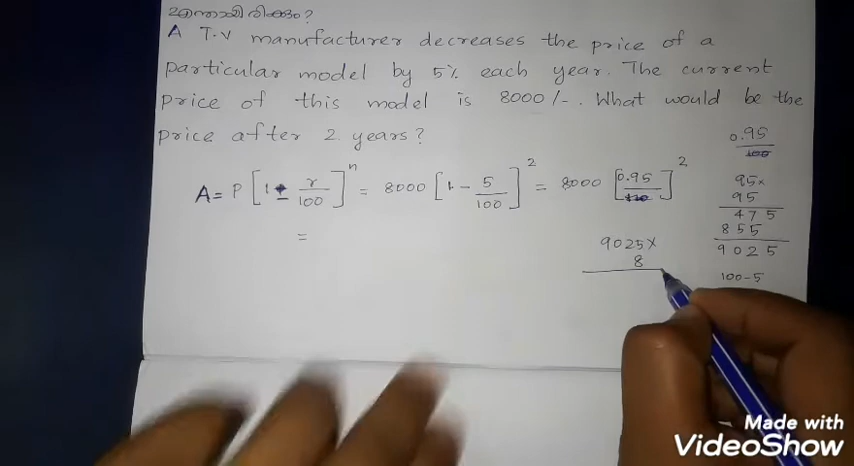 എന്തായിരിക്കും?
A T.V manufacturer decreases the price of a
particular model by 5% each year. The current
price of this model is 8000/-. What would be the
price after 2 years?
A = P [1 - r/100]^n = 8000 [1 - 5/100]^2 = 8000 [0.95]^2
=
9025×
8
0.95
95×
95
475
855
9025
100-5
Made with
VideoShow